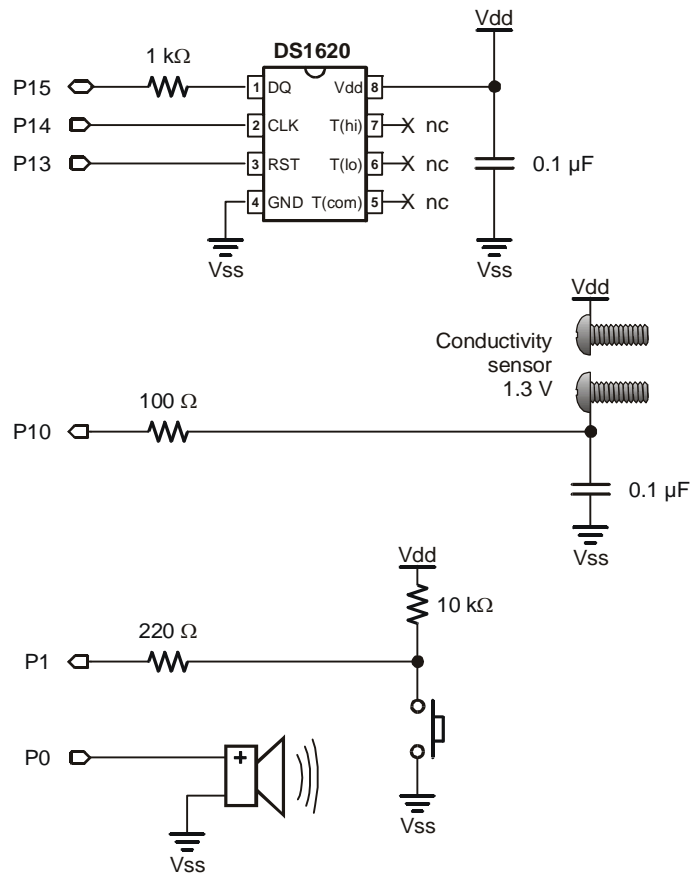 Vdd
DS1620
1 kΩ
P15 1 DQ Vdd 8
P14 2 CLK T(hi) 7 X nc
P13 3 RST T(lo) 6 X nc 0.1 µF
4 GND T(com) 5 X nc
Vss Vss
Vdd
Conductivity
sensor
1.3 V
100 Ω
P10
0.1 µF
Vss
Vdd
10 kΩ
220 Ω
P1
P0 +
Vss
Vss